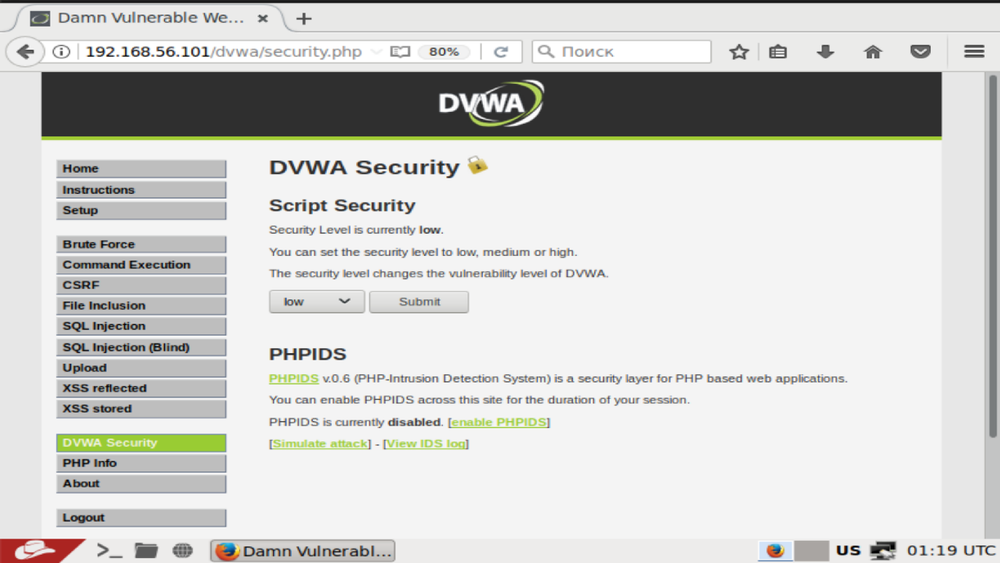 Damn Vulnerable We...
192.168.56.101/dvwa/security.php
80%
Поиск
DVWA
Home
Instructions
Setup
Brute Force
Command Execution
CSRF
File Inclusion
SQL Injection
SQL Injection (Blind)
Upload
XSS reflected
XSS stored
DVWA Security
PHP Info
About
Logout
DVWA Security
Script Security
Security Level is currently low.
You can set the security level to low, medium or high.
The security level changes the vulnerability level of DVWA.
low
Submit
PHPIDS
PHPIDS v.0.6 (PHP-Intrusion Detection System) is a security layer for PHP based web applications.
You can enable PHPIDS across this site for the duration of your session.
PHPIDS is currently disabled. [enable PHPIDS]
[Simulate attack] - [View IDS log]
Damn Vulnerabl...
US
01:19 UTC